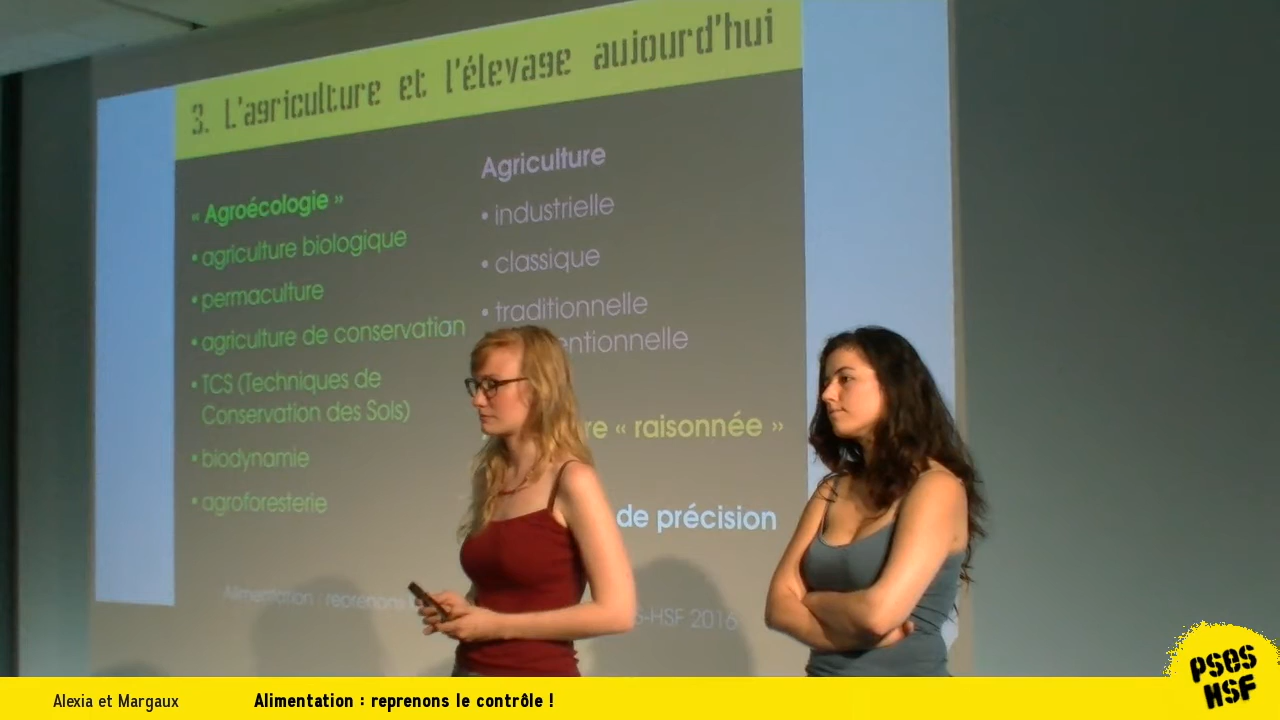 3. L'agriculture et l'élevage aujourd'hui
« Agroécologie »
• agriculture biologique
• permaculture
• agriculture de conservation
• TCS (Techniques de
Conservation des Sols)
• biodynamie
• agroforesterie
Agriculture
• industrielle
• classique
• traditionnelle
entionnelle
re « raisonnée »
de précision
Alimentation : reprenons
S-HSF 2016
PSES
HSF
Alexia et Margaux
Alimentation : reprenons le contrôle !